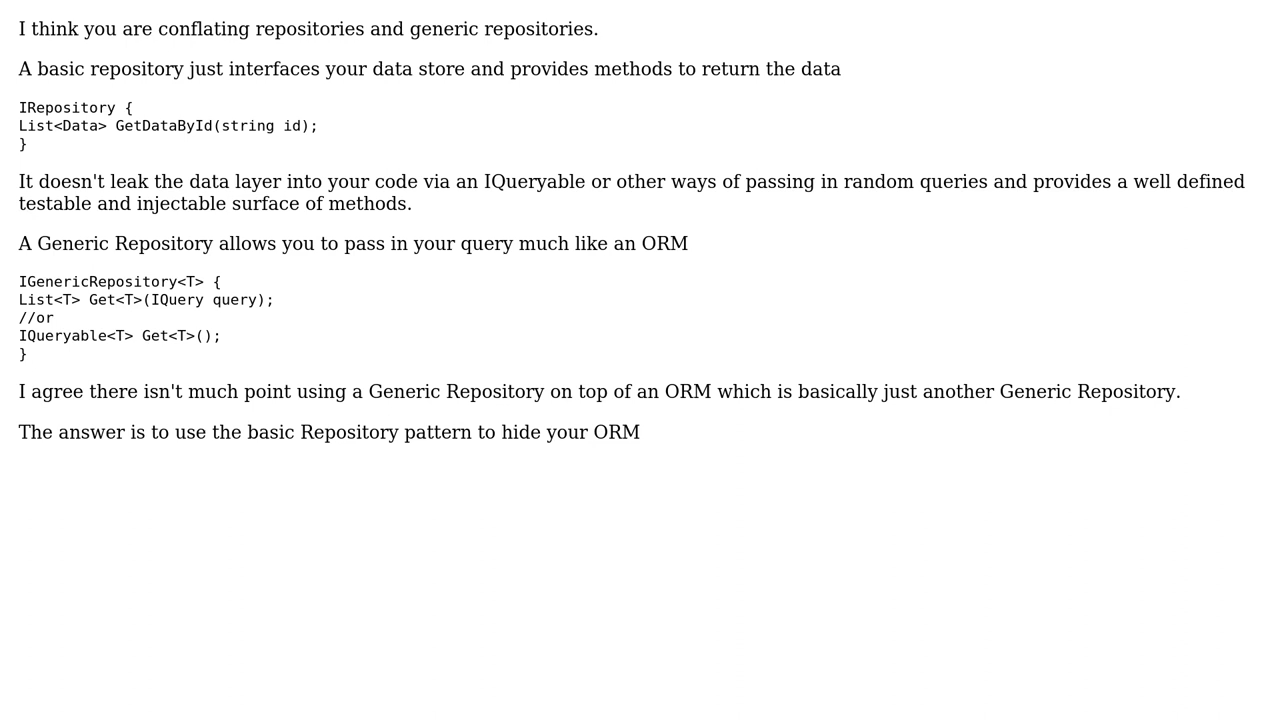 I think you are conflating repositories and generic repositories.
A basic repository just interfaces your data store and provides methods to return the data
IRepository {
List<Data> GetDataById(string id);
}
It doesn't leak the data layer into your code via an IQueryable or other ways of passing in random queries and provides a well defined
testable and injectable surface of methods.
A Generic Repository allows you to pass in your query much like an ORM
IGenericRepository<T> {
List<T> Get<T>(IQuery query);
//or
IQueryable<T> Get<T>();
}
I agree there isn't much point using a Generic Repository on top of an ORM which is basically just another Generic Repository.
The answer is to use the basic Repository pattern to hide your ORM